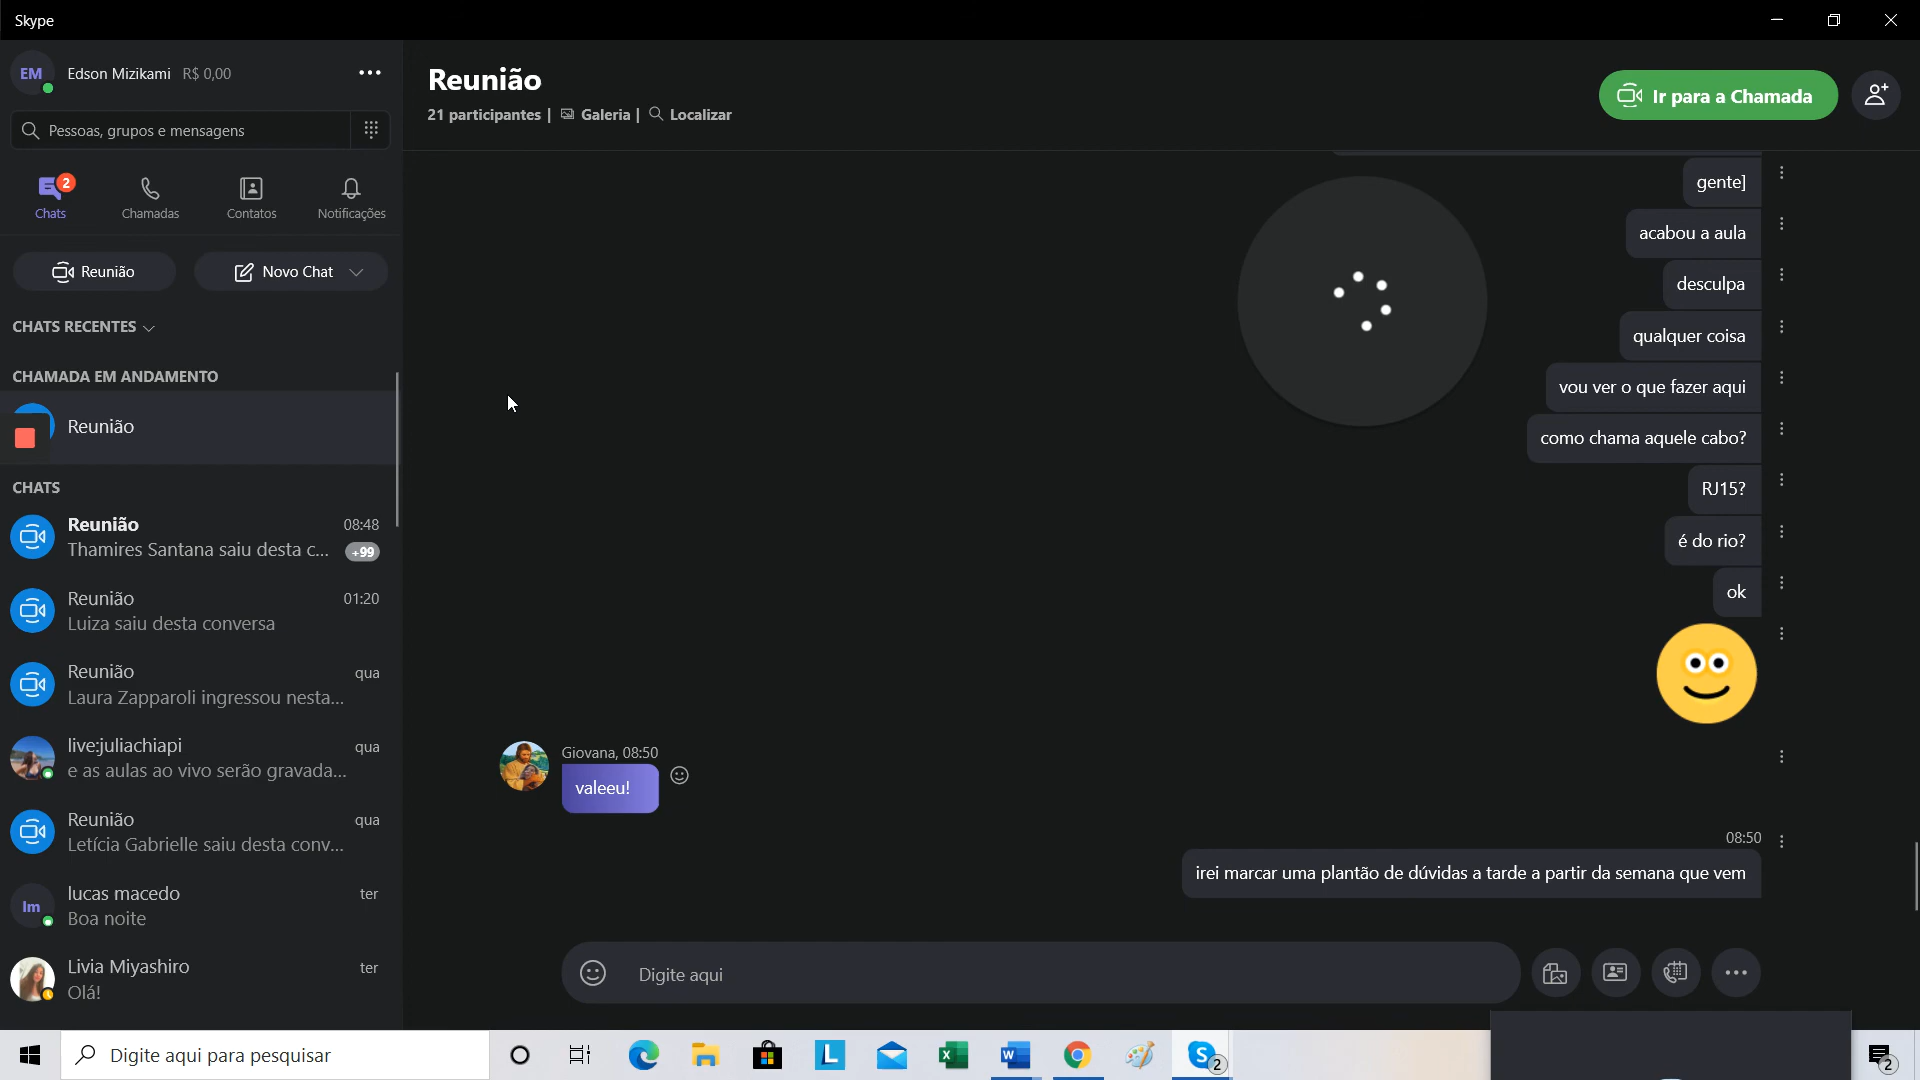 Skype
EM
Edson Mizikami R$ 0,00
Pessoas, grupos e mensagens
2
Chats
Chamadas
Contatos
Notificações
Reunião
Novo Chat
CHATS RECENTES
CHAMADA EM ANDAMENTO
Reunião
CHATS
Reunião 08:48
Thamires Santana saiu desta c... +99
Reunião 01:20
Luiza saiu desta conversa
Reunião qua
Laura Zapparoli ingressou nesta...
live:juliachiapi qua
e as aulas ao vivo serão gravada...
Reunião qua
Letícia Gabrielle saiu desta conv...
lm
lucas macedo ter
Boa noite
Livia Miyashiro ter
Olá!
Reunião
21 participantes | Galeria | Localizar
Ir para a Chamada
gente]
acabou a aula
desculpa
qualquer coisa
vou ver o que fazer aqui
como chama aquele cabo?
RJ15?
é do rio?
ok
Giovana, 08:50
valeeu!
08:50
irei marcar uma plantão de dúvidas a tarde a partir da semana que vem
Digite aqui
Digite aqui para pesquisar
L
X
W
S
2
2